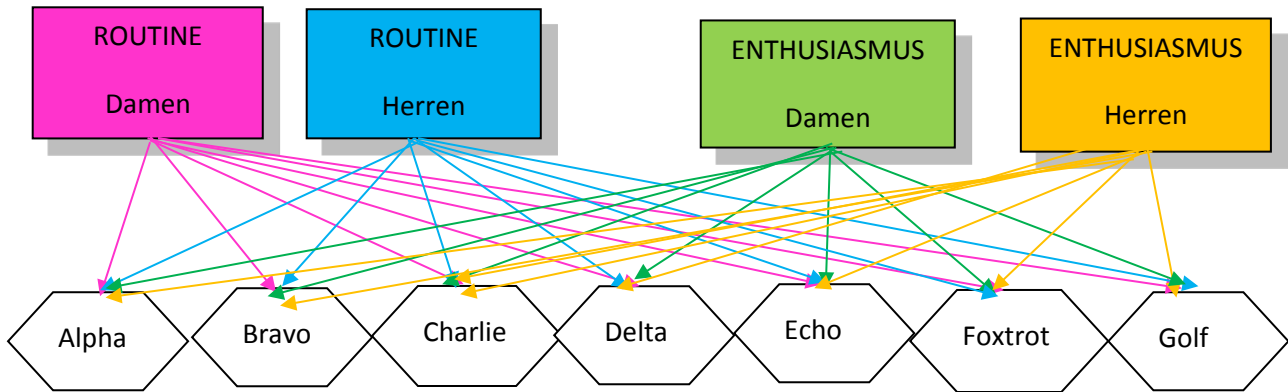 ROUTINE
Damen
ROUTINE
Herren
ENTHUSIASMUS
Damen
ENTHUSIASMUS
Herren
Alpha
Bravo
Charlie
Delta
Echo
Foxtrot
Golf